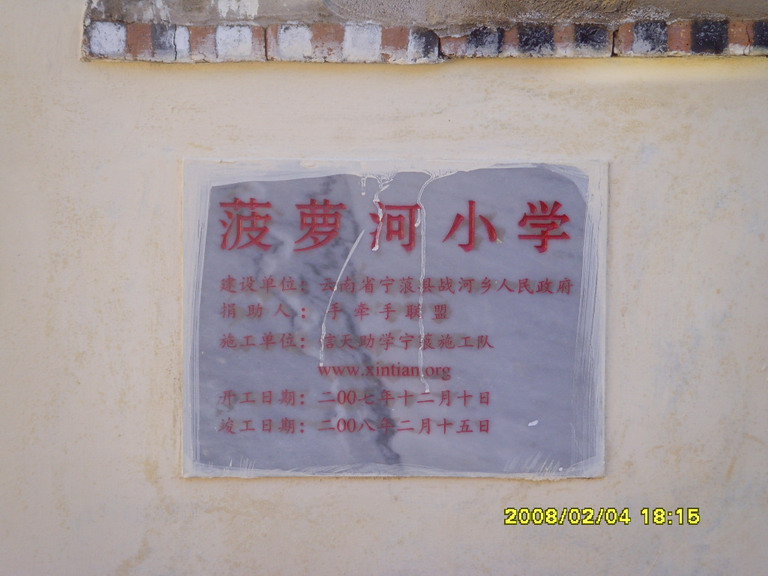 菠萝河小学
建设单位：云南省宁蒗县战河乡人民政府
捐助人：手牵手联盟
施工单位：信天助学宁蒗施工队
www.xintian.org
开工日期：二00七年十二月十日
竣工日期：二00八年二月十五日
2008/02/04 18:15